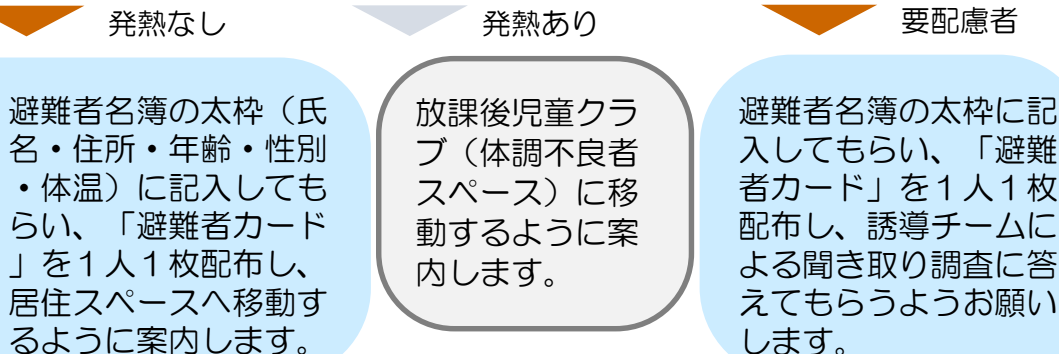 発熱なし
避難者名簿の太枠（氏
名・住所・年齢・性別
・体温）に記入しても
らい、「避難者カード
」を１人１枚配布し、
居住スペースへ移動す
るように案内します。
発熱あり
放課後児童クラ
ブ（体調不良者
スペース）に移
動するように案
内します。
要配慮者
避難者名簿の太枠に記
入してもらい、「避難
者カード」を１人１枚
配布し、誘導チームに
よる聞き取り調査に答
えてもらうようお願い
します。